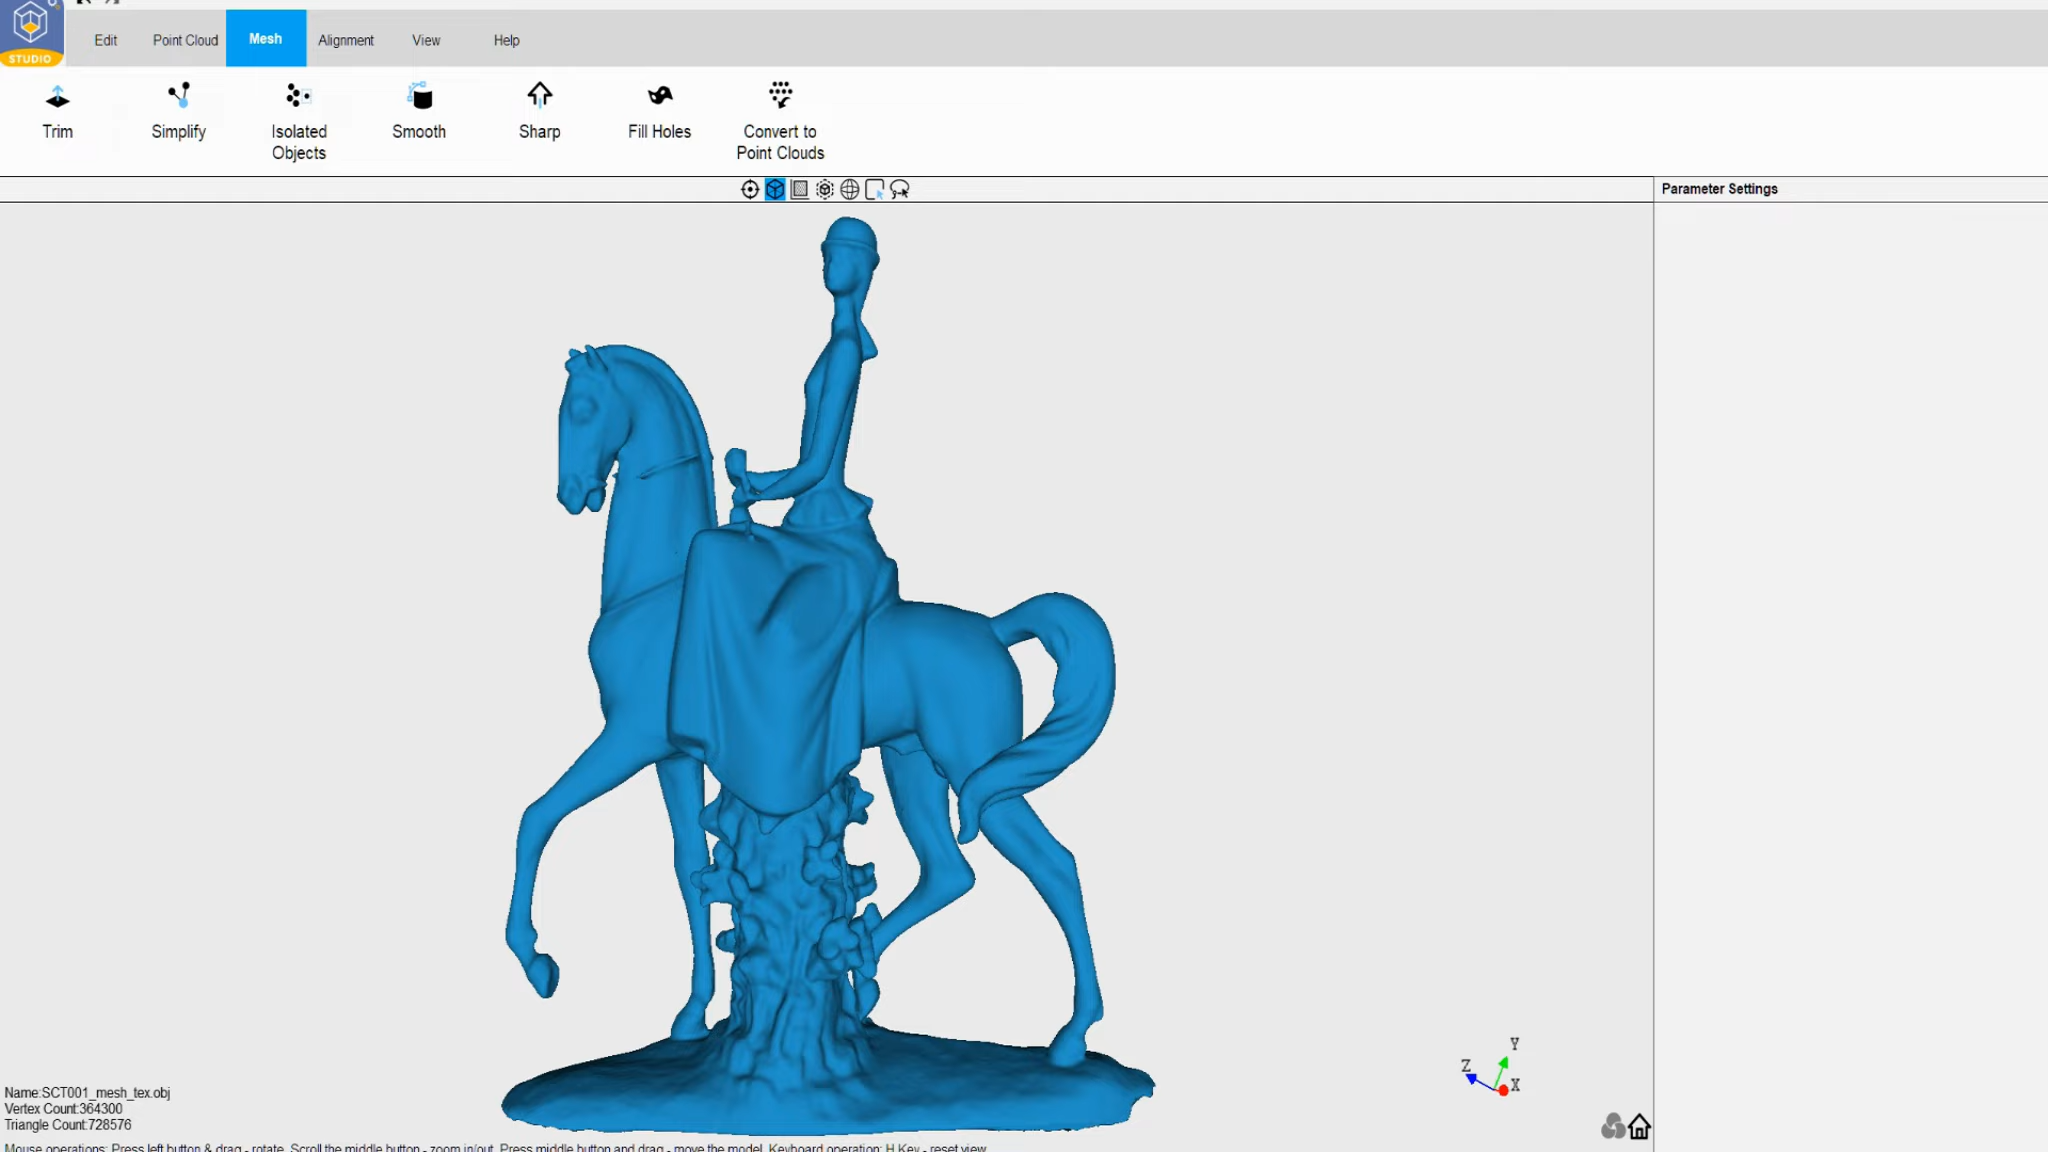 STUDIO
Edit
Point Cloud
Mesh
Alignment
View
Help
Trim
Simplify
Isolated
Objects
Smooth
Sharp
Fill Holes
Convert to
Point Clouds
Parameter Settings
Y
Z
X
Name:SCT001_mesh_tex.obj
Vertex Count:364300
Triangle Count:728576
Mouse operations: Press left button & drag - rotate. Scroll the middle button - zoom in/out. Press middle button and drag - move the model. Keyboard operation: H Key - reset view